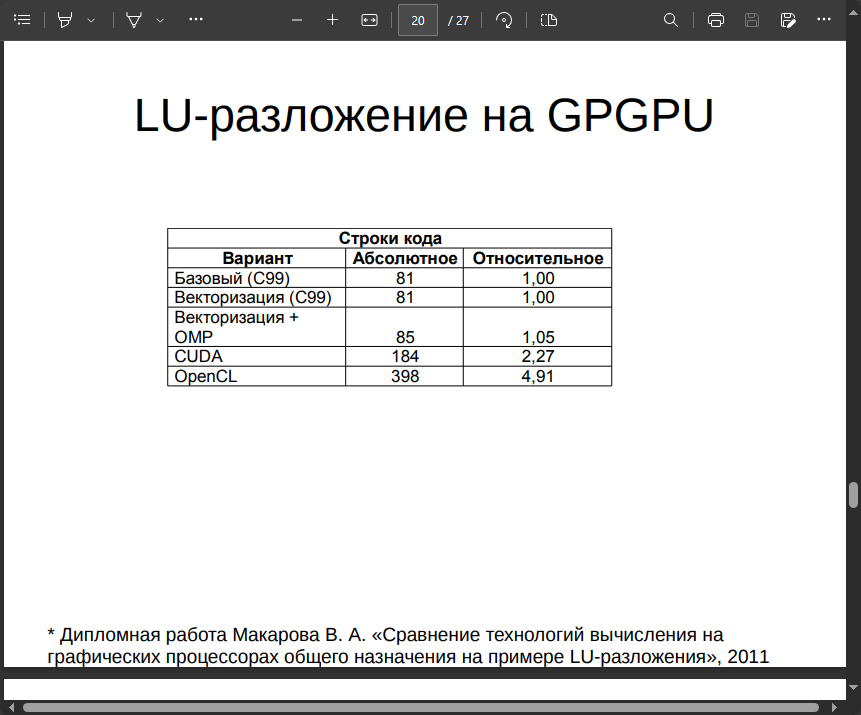 20 / 27
LU-разложение на GPGPU
Строки кода
Вариант Абсолютное Относительное
Базовый (C99) 81 1,00
Векторизация (C99) 81 1,00
Векторизация +
OMP 85 1,05
CUDA 184 2,27
OpenCL 398 4,91
* Дипломная работа Макарова В. А. «Сравнение технологий вычисления на
графических процессорах общего назначения на примере LU-разложения», 2011